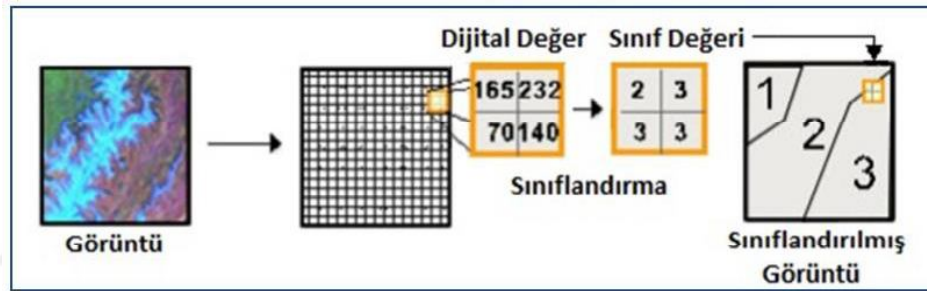 Dijital Değer Sınıf Değeri
165 232 2 3
70 140 3 3
1
2
3
Sınıflandırma
Görüntü
Sınıflandırılmış
Görüntü